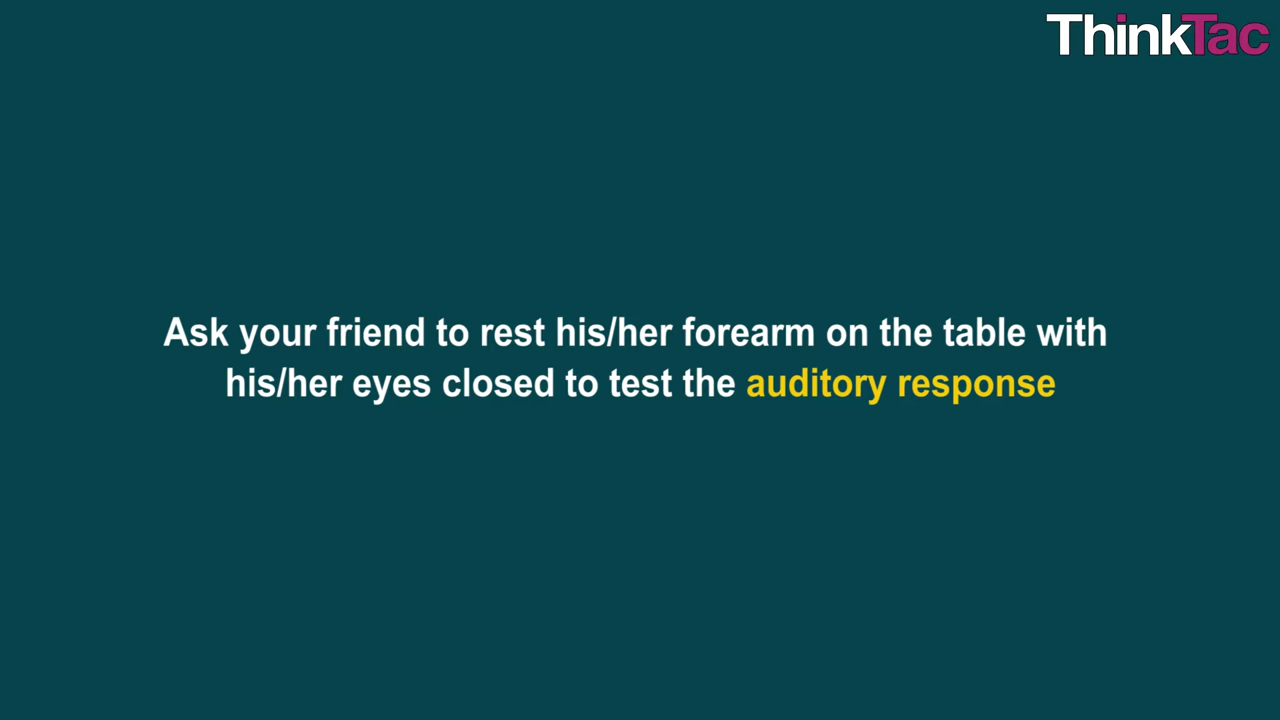 ThinkTac
Ask your friend to rest his/her forearm on the table with
his/her eyes closed to test the auditory response